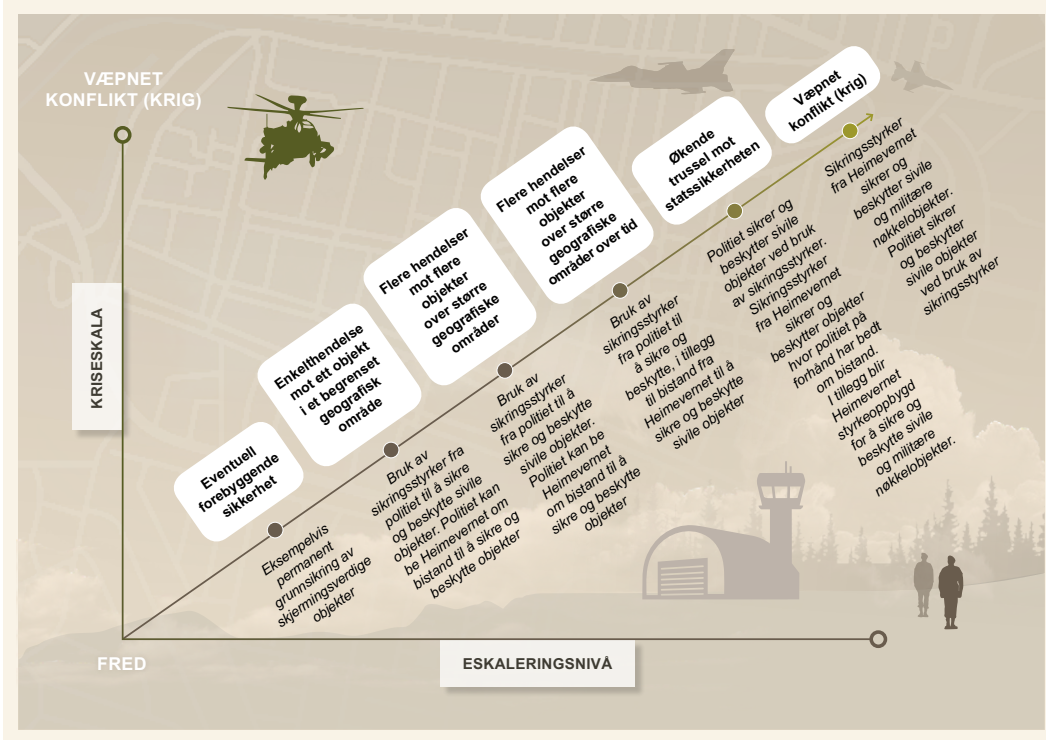 VÆPNET
KONFLIKT (KRIG)
KRISESKALA
FRED
ESKALERINGSNIVÅ
Eventuell
forebyggende
sikkerhet
Eksempelvis
permanent
grunnsikring av
skjermingsverdige
objekter
Enkelthendelse
mot ett objekt
i et begrenset
geografisk
område
Bruk av
sikringsstyrker fra
politiet til å sikre
og beskytte sivile
objekter. Politiet kan
be Heimevernet om
bistand til å sikre og
beskytte objekter
Flere hendelser
mot flere
objekter
over større
geografiske
områder
Bruk av
sikringsstyrker
fra politiet til å
sikre og beskytte
sivile objekter.
Politiet kan be
Heimevernet
om bistand til å
sikre og beskytte
objekter
Flere hendelser
mot flere
objekter
over større
geografiske
områder over tid
Bruk av
sikringsstyrker
fra politiet til
å sikre og
beskytte, i tillegg
til bistand fra
Heimevernet til å
sikre og beskytte
sivile objekter
Økende
trussel mot
statssikkerheten
Politiet sikrer og
beskytter sivile
objekter ved bruk
av sikringsstyrker.
Sikringsstyrker
fra Heimevernet
sikrer og
beskytter objekter
hvor politiet på
forhånd har bedt
om bistand.
I tillegg blir
Heimevernet
styrkeoppbygd
for å sikre og
beskytte sivile
og militære
nøkkelobjekter.
Væpnet
konflikt (krig)
Sikringsstyrker
fra Heimevernet
sikrer og
beskytter sivile
og militære
nøkkelobjekter.
Politiet sikrer
og beskytter
sivile objekter
ved bruk av
sikringsstyrker